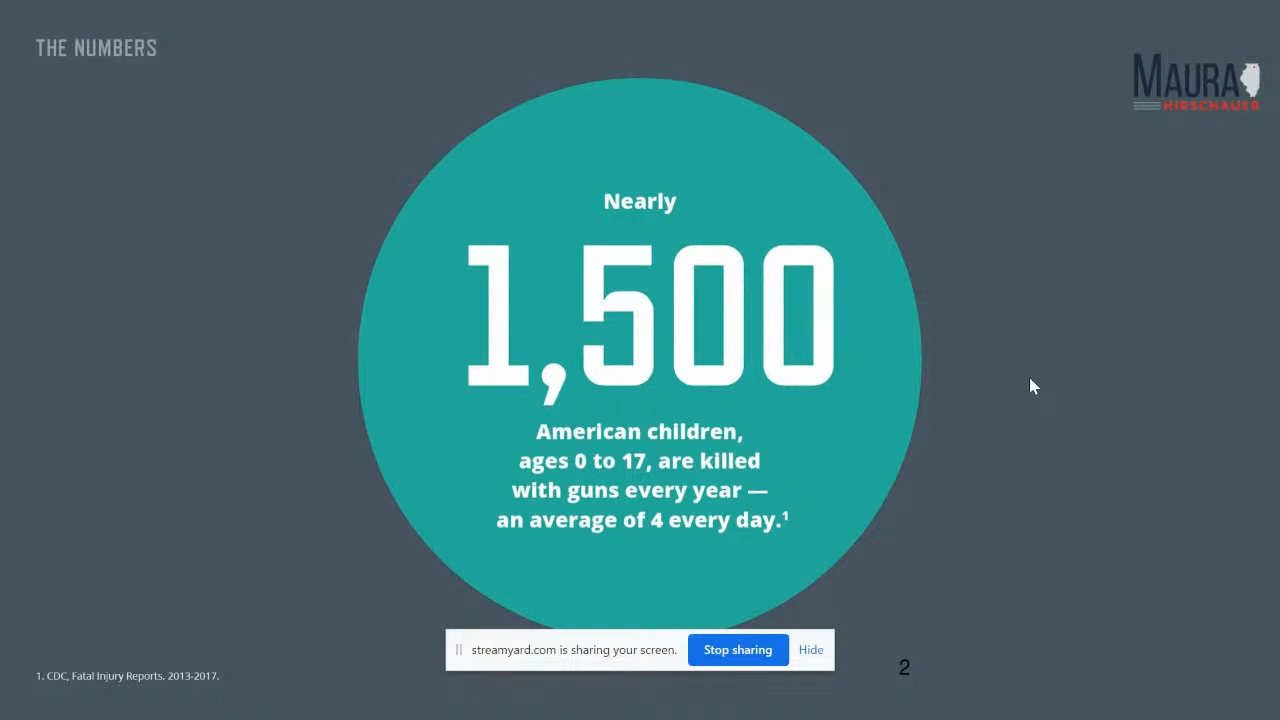 THE NUMBERS
MAURA
HIRSCHAUER
Nearly
1,500
American children,
ages 0 to 17, are killed
with guns every year —
an average of 4 every day.¹
streamyard.com is sharing your screen.
Stop sharing
Hide
2
1. CDC, Fatal Injury Reports. 2013-2017.